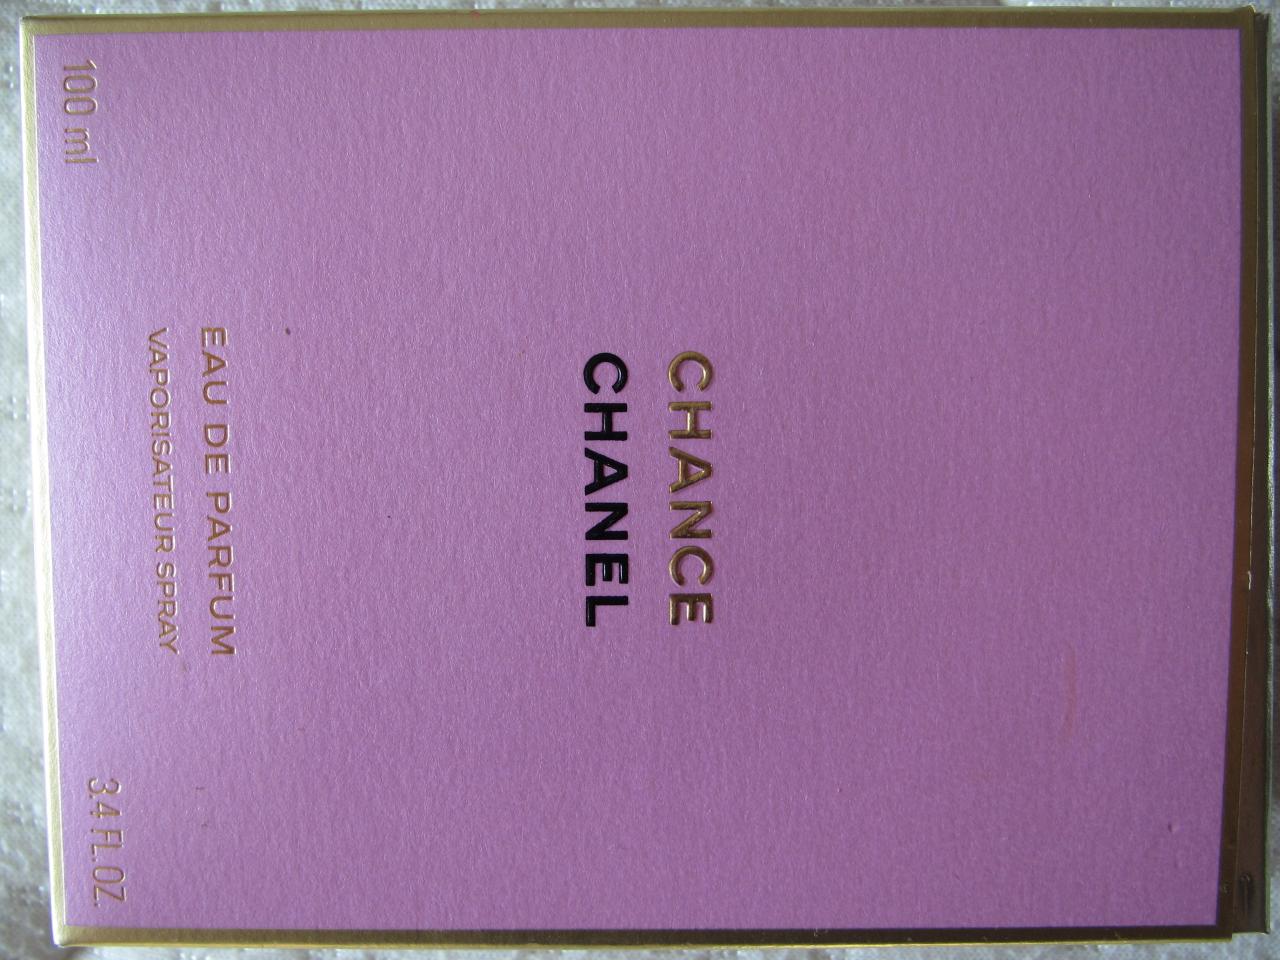 CHANCE
CHANEL
EAU DE PARFUM
VAPORISATEUR SPRAY
100 ml
3.4 FL. OZ.